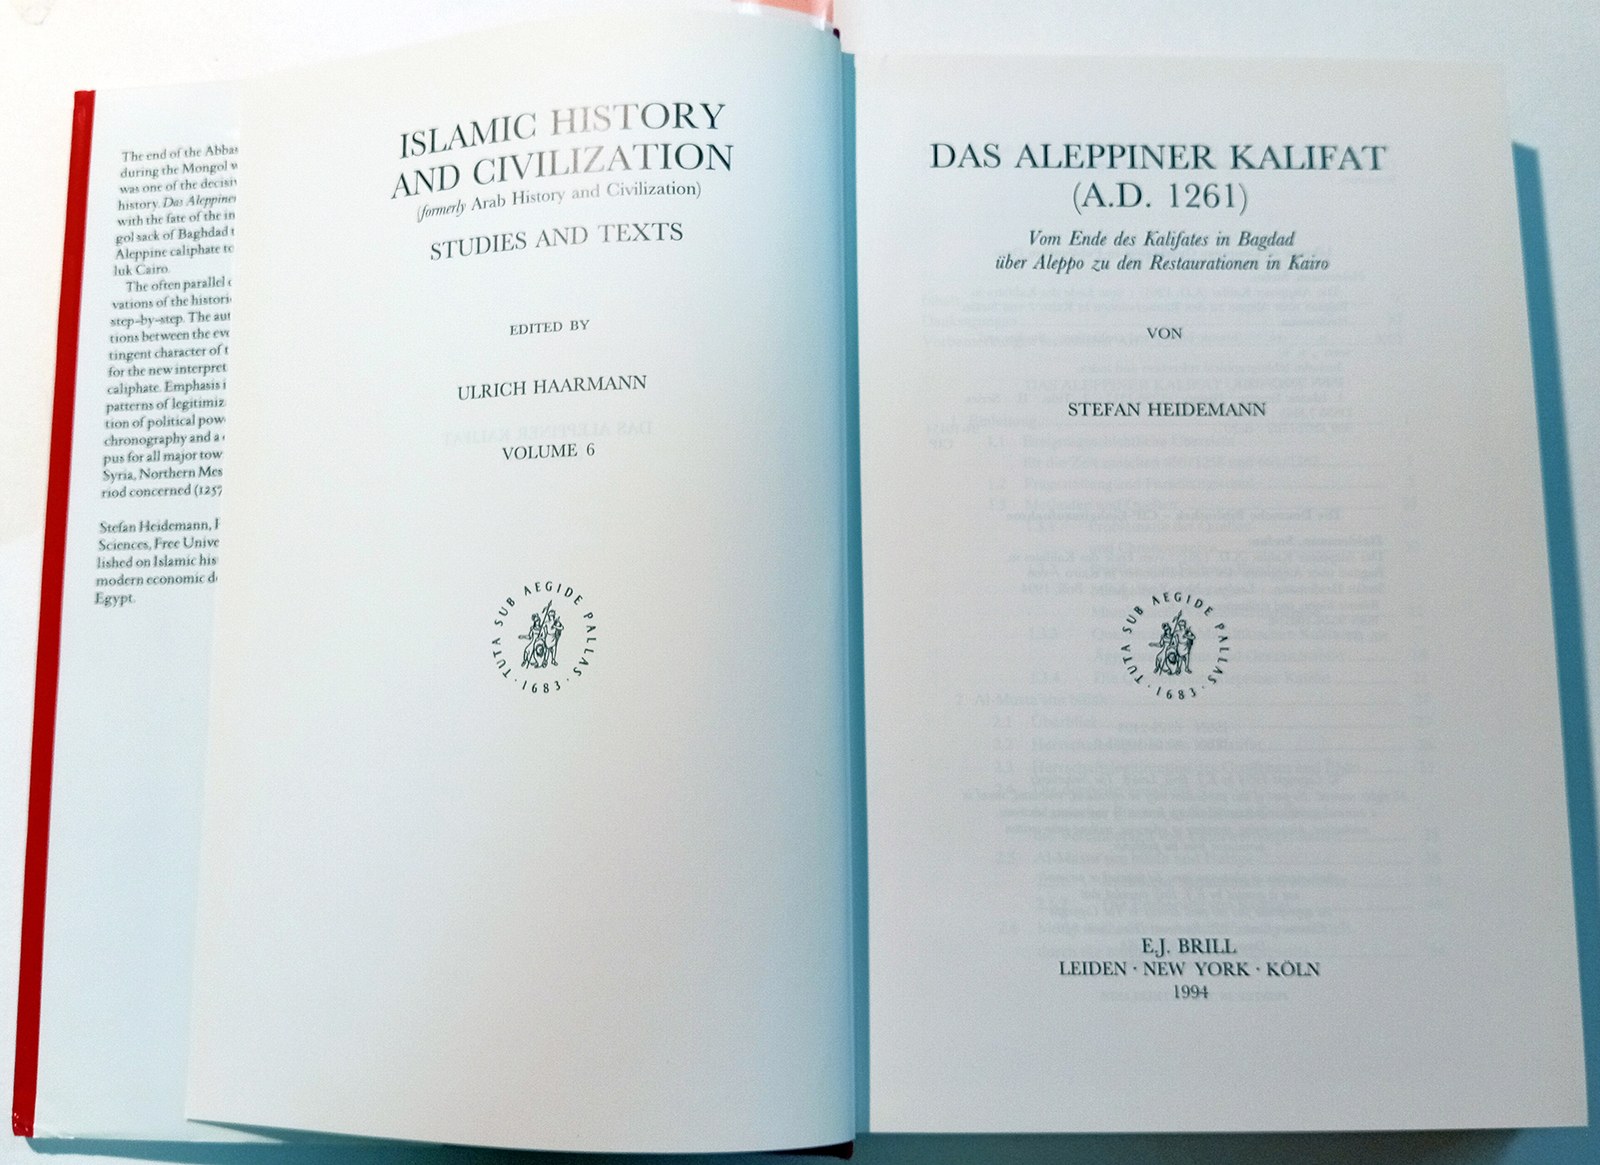 The end of the Abbas
during the Mongol
was one of the decisiv
history. Das Aleppiner
with the fate of the in
gol sack of Baghdad t
Aleppine caliphate to
luk Cairo.
The often parallel
vations of the histori
step-by-step. The aut
tions between the eve
tingent character of t
for the new interpret
caliphate. Emphasis i
patterns of legitimiz
tion of political pow
chronography and a
pus for all major tow
Syria, Northern Mes
riod concerned (1257
Stefan Heidemann, P
Sciences, Free Unive
lished on Islamic his
modern economic d
Egypt.
ISLAMIC HISTORY
AND CIVILIZATION
(formerly Arab History and Civilization)
STUDIES AND TEXTS
EDITED BY
ULRICH HAARMANN
VOLUME 6
TUTA SUB AEGIDE PALLAS · 1683 ·
DAS ALEPPINER KALIFAT
(A.D. 1261)
Vom Ende des Kalifates in Bagdad
über Aleppo zu den Restaurationen in Kairo
VON
STEFAN HEIDEMANN
TUTA SUB AEGIDE PALLAS · 1683 ·
E.J. BRILL
LEIDEN · NEW YORK · KÖLN
1994